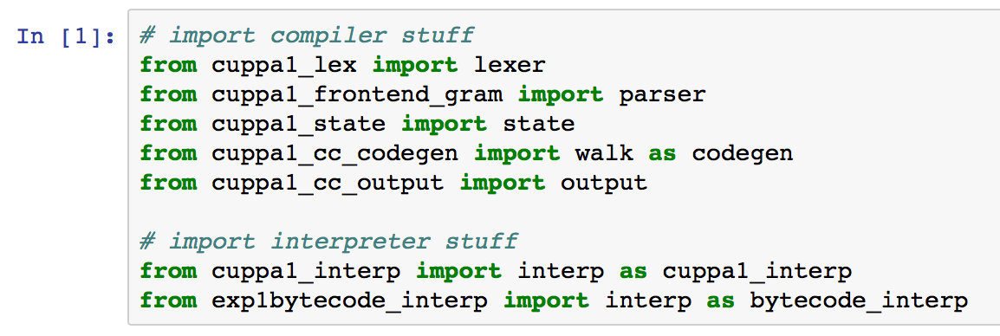 In [1]:
# import compiler stuff
from cuppa1_lex import lexer
from cuppa1_frontend_gram import parser
from cuppa1_state import state
from cuppa1_cc_codegen import walk as codegen
from cuppa1_cc_output import output
# import interpreter stuff
from cuppa1_interp import interp as cuppa1_interp
from exp1bytecode_interp import interp as bytecode_interp